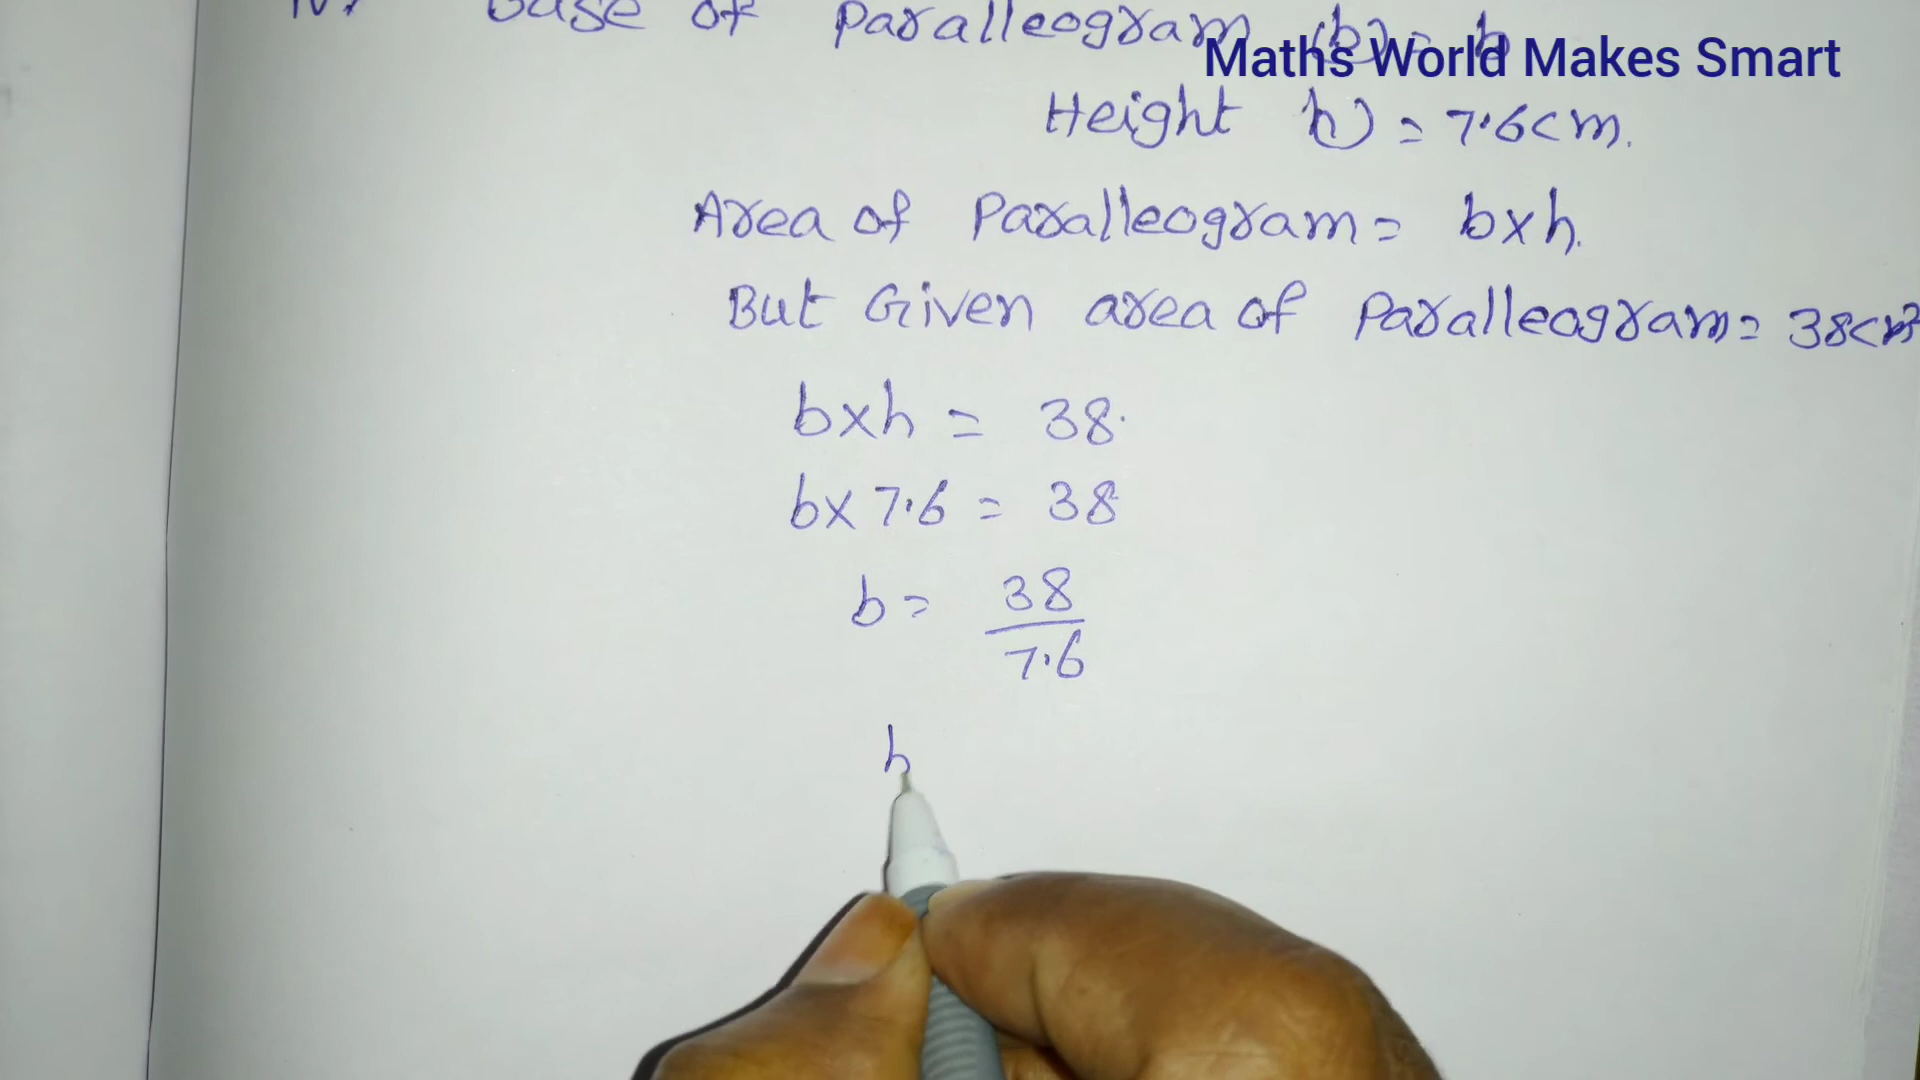 IV. Base of Paralleogram (b) = b
Maths World Makes Smart
Height h) = 7.6cm.
Area of Paralleogram = b×h.
But Given area of Paralleogram = 38cm²
b×h = 38.
b× 7.6 = 38
b = 38
7.6
b